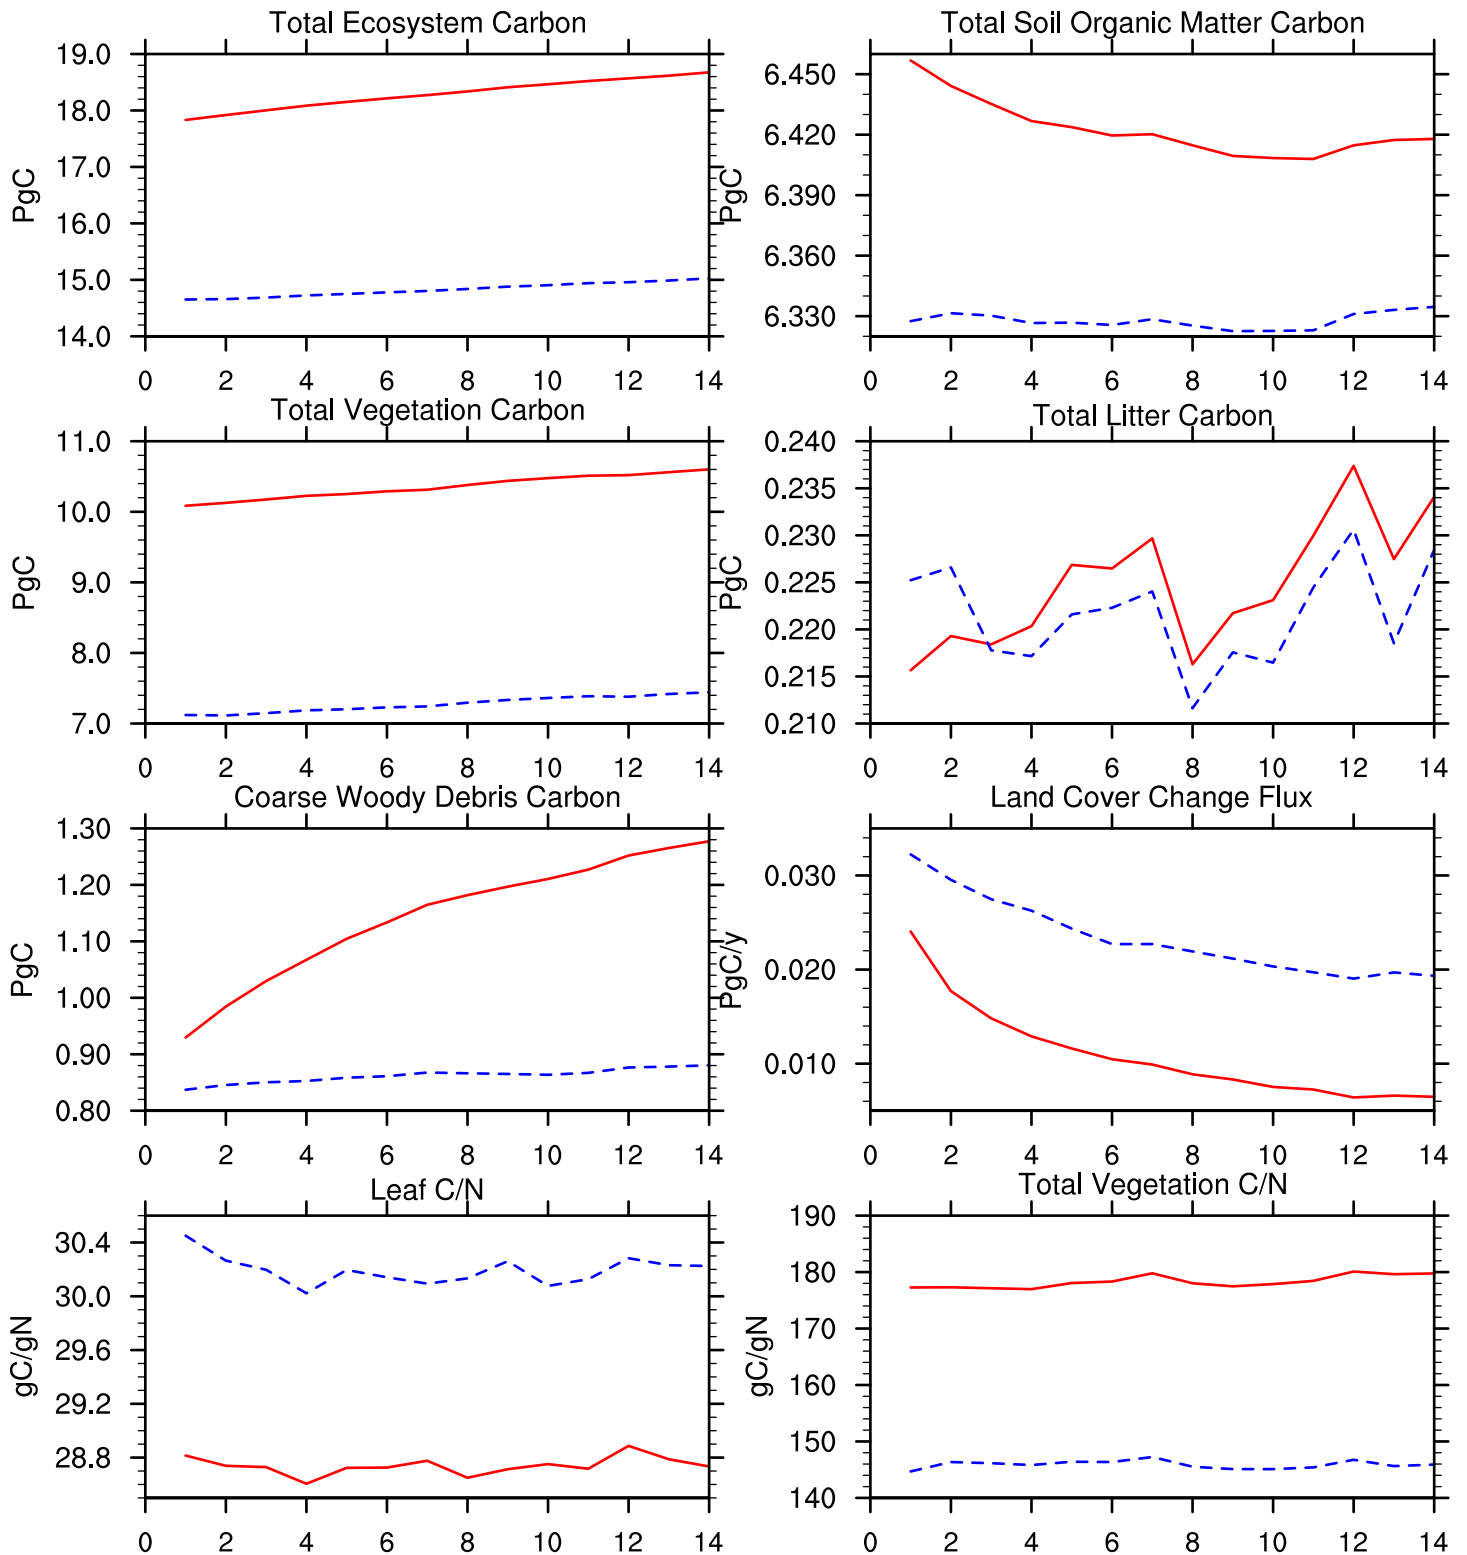 Total Ecosystem Carbon
19.0
18.0
17.0
16.0
15.0
14.0
PgC
0 2 4 6 8 10 12 14
Total Soil Organic Matter Carbon
6.450
6.420
6.390
6.360
6.330
PgC
0 2 4 6 8 10 12 14
Total Vegetation Carbon
11.0
10.0
9.0
8.0
7.0
PgC
0 2 4 6 8 10 12 14
Total Litter Carbon
0.240
0.235
0.230
0.225
0.220
0.215
0.210
PgC
0 2 4 6 8 10 12 14
Coarse Woody Debris Carbon
1.30
1.20
1.10
1.00
0.90
0.80
PgC
0 2 4 6 8 10 12 14
Land Cover Change Flux
0.030
0.020
0.010
PgC/y
0 2 4 6 8 10 12 14
Leaf C/N
30.4
30.0
29.6
29.2
28.8
gC/gN
0 2 4 6 8 10 12 14
Total Vegetation C/N
190
180
170
160
150
140
gC/gN
0 2 4 6 8 10 12 14